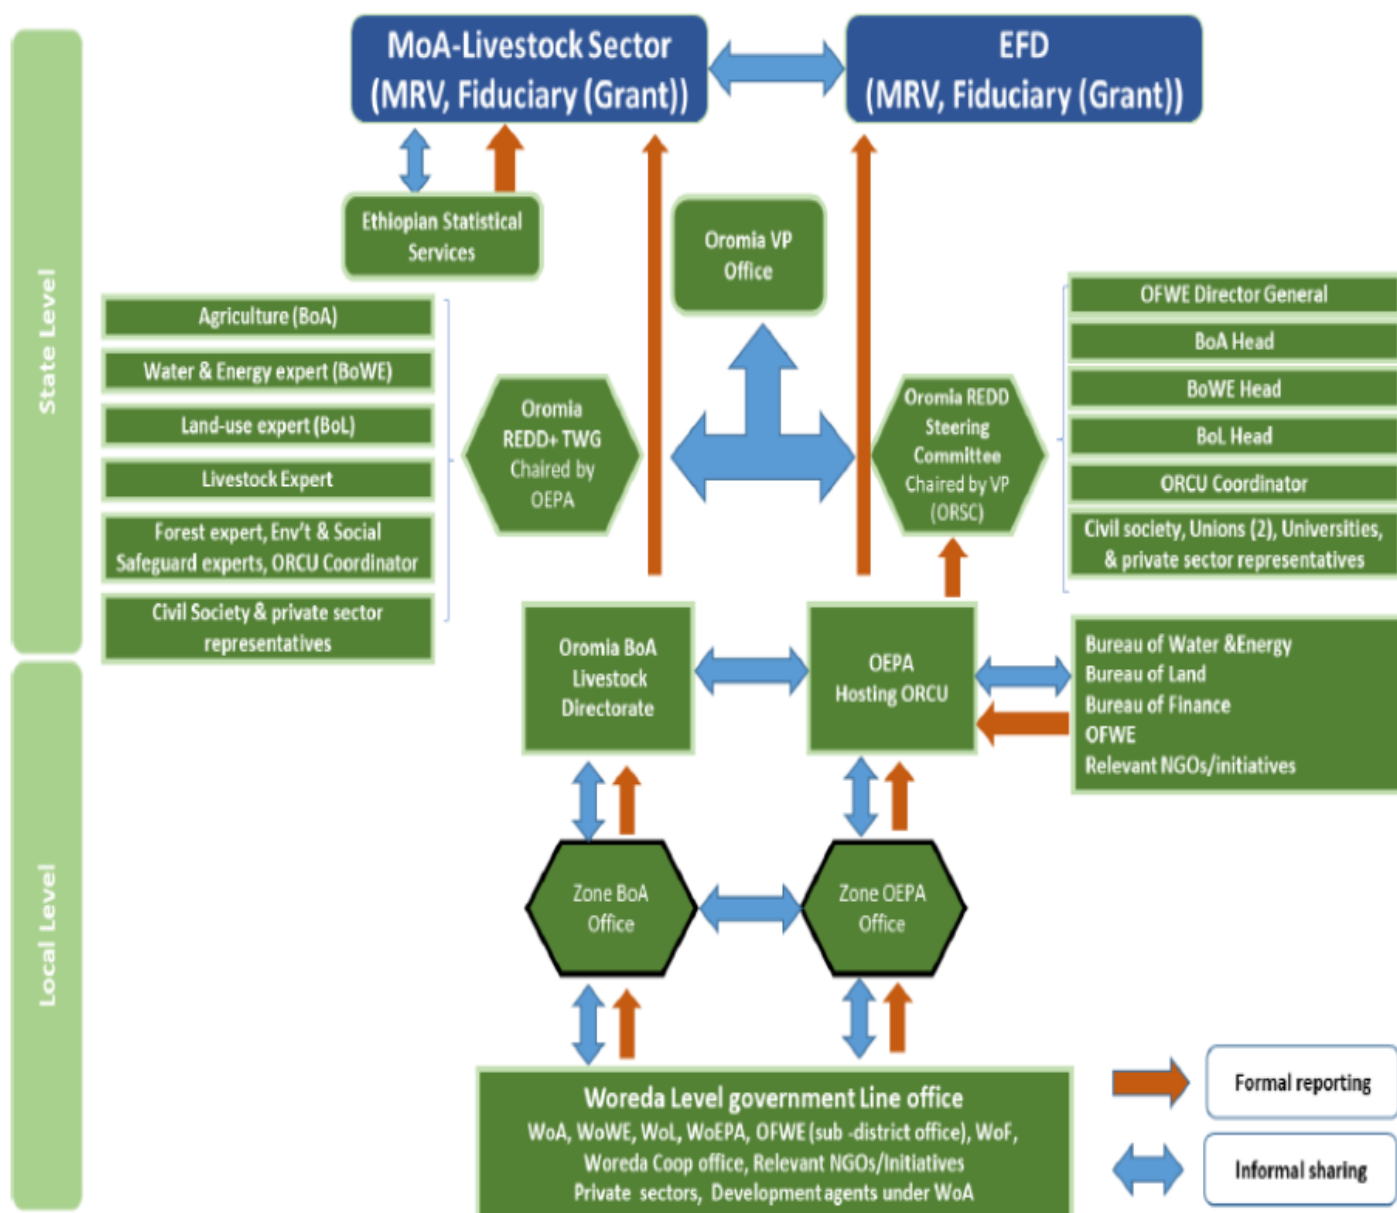 State Level
MoA-Livestock Sector
(MRV, Fiduciary (Grant))
EFD
(MRV, Fiduciary (Grant))
Ethiopian Statistical
Services
Oromia VP
Office
Agriculture (BoA)
Water & Energy expert (BoWE)
Land-use expert (BoL)
Livestock Expert
Forest expert, Env't & Social
Safeguard experts, ORCU Coordinator
Civil Society & private sector
representatives
Oromia
REDD+ TWG
Chaired by
OEPA
Oromia REDD
Steering
Committee
Chaired by VP
(ORSC)
OFWE Director General
BoA Head
BoWE Head
BoL Head
ORCU Coordinator
Civil society, Unions (2), Universities,
& private sector representatives
Local Level
Oromia BoA
Livestock
Directorate
OEPA
Hosting ORCU
Bureau of Water &Energy
Bureau of Land
Bureau of Finance
OFWE
Relevant NGOs/initiatives
Zone BoA
Office
Zone OEPA
Office
Woreda Level government Line office
WoA, WoWE, WoL, WoEPA, OFWE (sub -district office), WoF,
Woreda Coop office, Relevant NGOs/Initiatives
Private sectors, Development agents under WoA
Formal reporting
Informal sharing